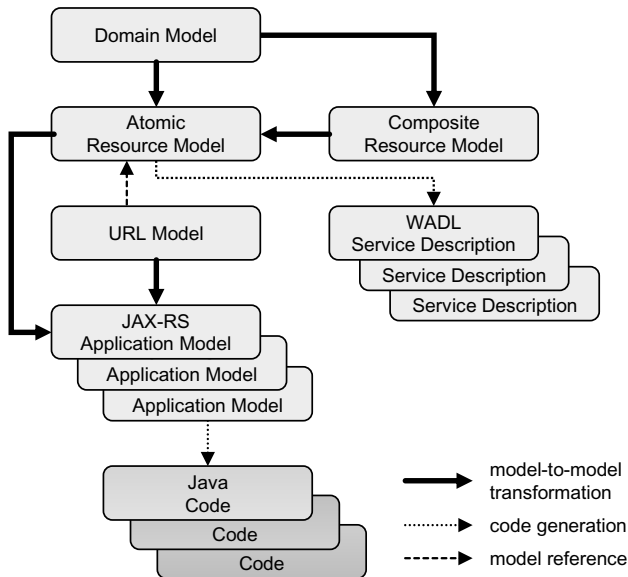 Domain Model
Atomic
Resource Model
Composite
Resource Model
URL Model
WADL
Service Description
Service Description
Service Description
JAX-RS
Application Model
Application Model
Application Model
Java
Code
Code
Code
model-to-model
transformation
code generation
model reference